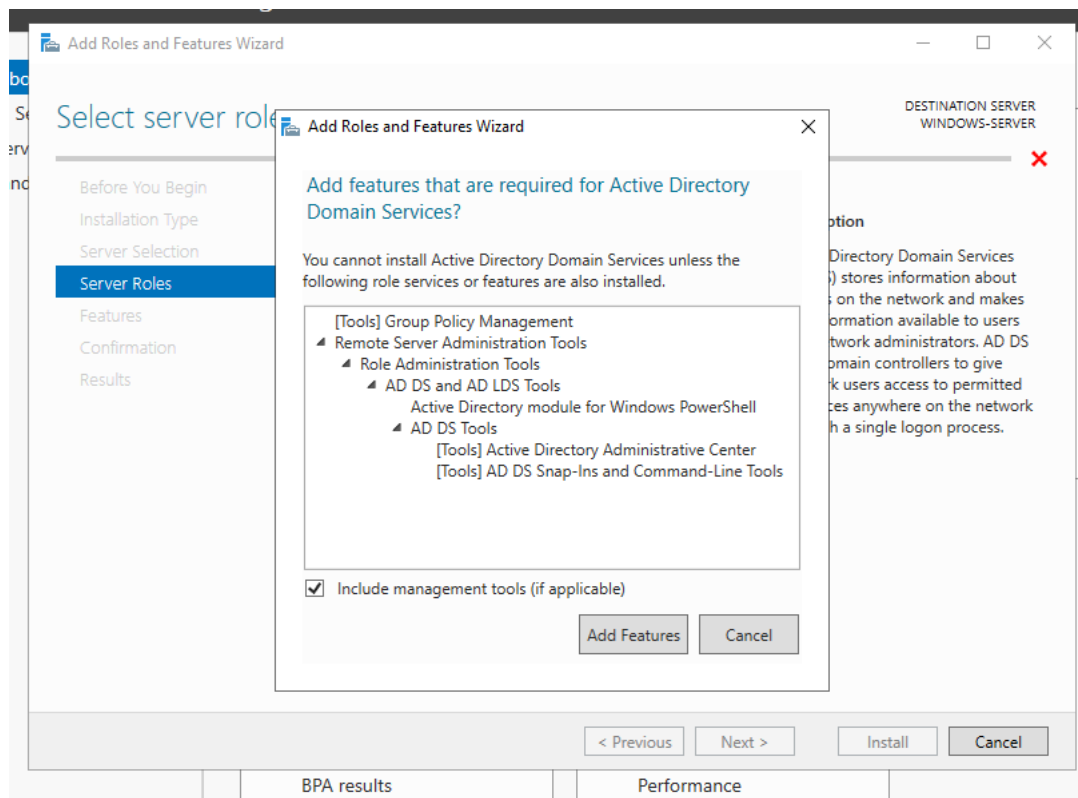 Add Roles and Features Wizard
Select server role
DESTINATION SERVER
WINDOWS-SERVER
Before You Begin
Installation Type
Server Selection
Server Roles
Features
Confirmation
Results
Add Roles and Features Wizard
Add features that are required for Active Directory
Domain Services?
You cannot install Active Directory Domain Services unless the
following role services or features are also installed.
[Tools] Group Policy Management
Remote Server Administration Tools
Role Administration Tools
AD DS and AD LDS Tools
Active Directory module for Windows PowerShell
AD DS Tools
[Tools] Active Directory Administrative Center
[Tools] AD DS Snap-Ins and Command-Line Tools
Include management tools (if applicable)
Add Features
Cancel
Directory Domain Services
) stores information about
on the network and makes
ormation available to users
twork administrators. AD DS
omain controllers to give
users access to permitted
anywhere on the network
h a single logon process.
< Previous
Next >
Install
Cancel
BPA results
Performance